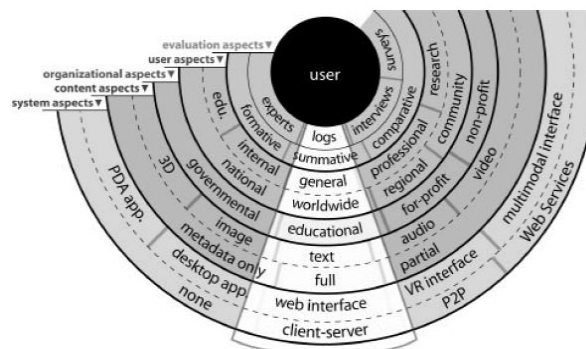 evaluation aspects▼
user aspects▼
organizational aspects▼
content aspects▼
system aspects▼
user
experts
logs
interviews
surveys
formative
summative
comparative
edu.
general
professional
research
internal
national
worldwide
regional
community
governmental
educational
for-profit
non-profit
3D
image
text
audio
video
metadata only
full
partial
PDA app.
desktop app.
web interface
VR interface
multimodal interface
none
client-server
P2P
Web Services